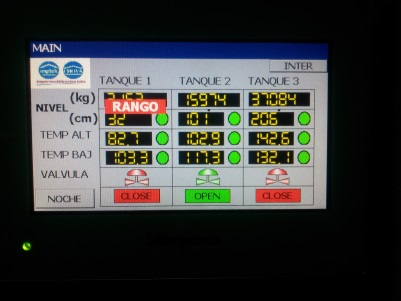 MAIN
INTER
TANQUE 1 TANQUE 2 TANQUE 3
(kg) 15974 37084
NIVEL RANGO
(cm) 32 101 206
TEMP ALT 82.7 102.9 142.6
TEMP BAJ 103.3 117.3 132.1
VALVULA
NOCHE CLOSE OPEN CLOSE